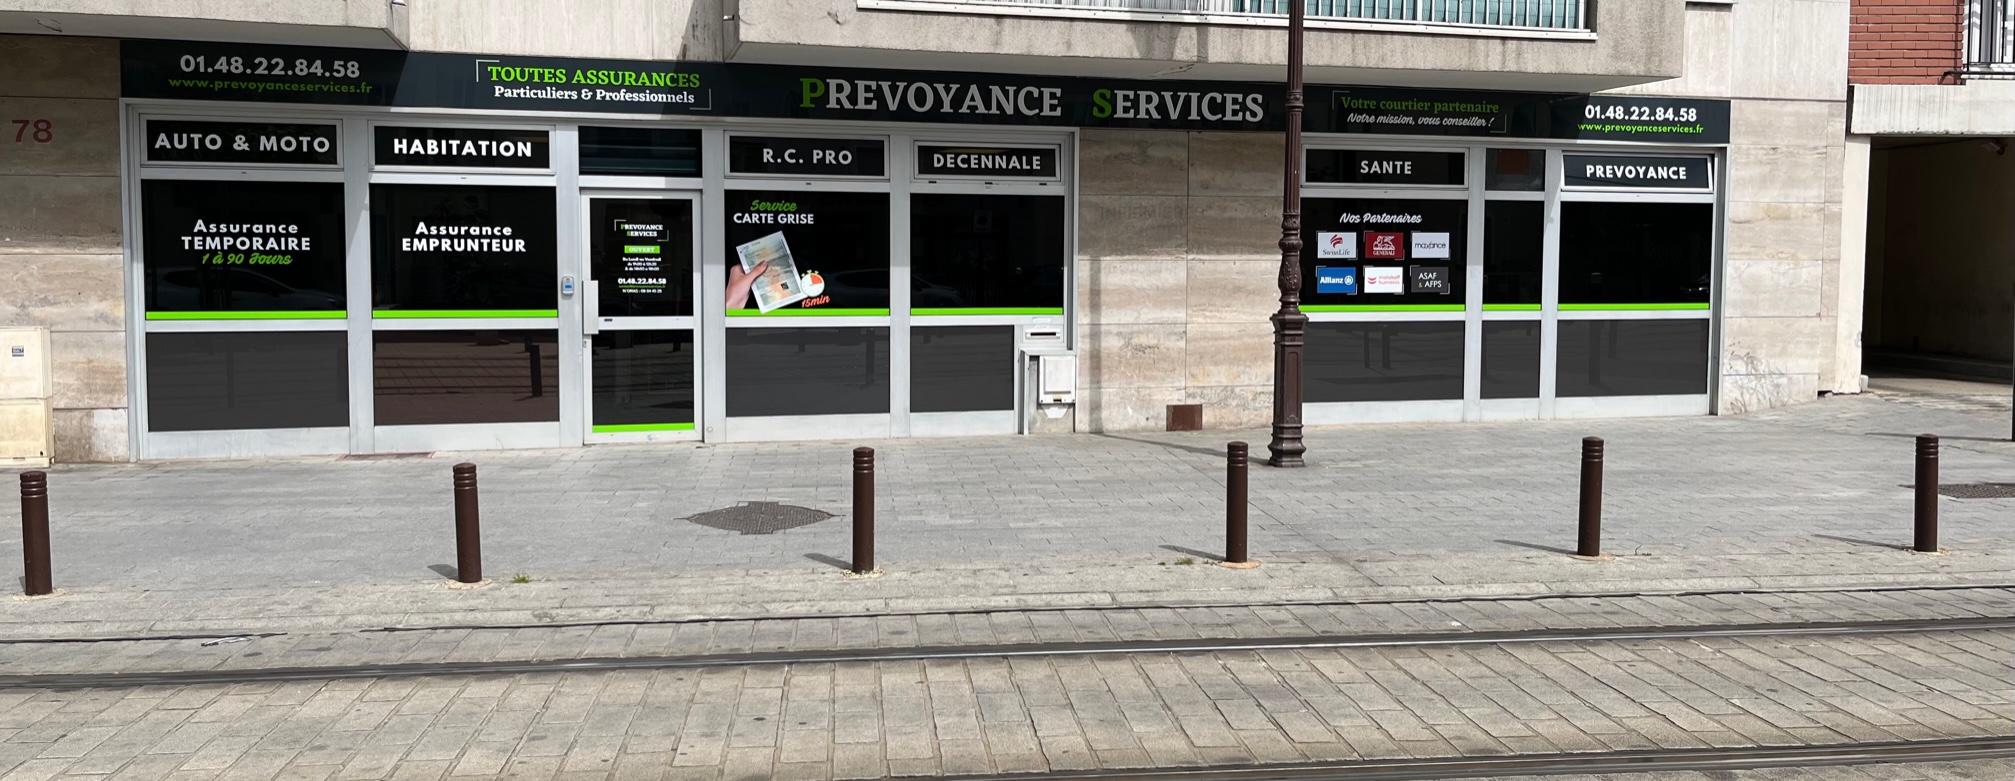 01.48.22.84.58
www.prevoyanceservices.fr
TOUTES ASSURANCES
Particuliers & Professionnels
PREVOYANCE SERVICES
Votre courtier partenaire
Notre mission, vous conseiller !
01.48.22.84.58
www.prevoyanceservices.fr
78
AUTO & MOTO
HABITATION
R.C. PRO
DECENNALE
SANTE
PREVOYANCE
Assurance
TEMPORAIRE
1 à 90 Jours
Assurance
EMPRUNTEUR
PREVOYANCE
SERVICES
OUVERT
01.48.22.84.58
Service
CARTE GRISE
15min
Nos Partenaires
SwissLife
GENERALI
maxance
Allianz
ASAF
& AFPS